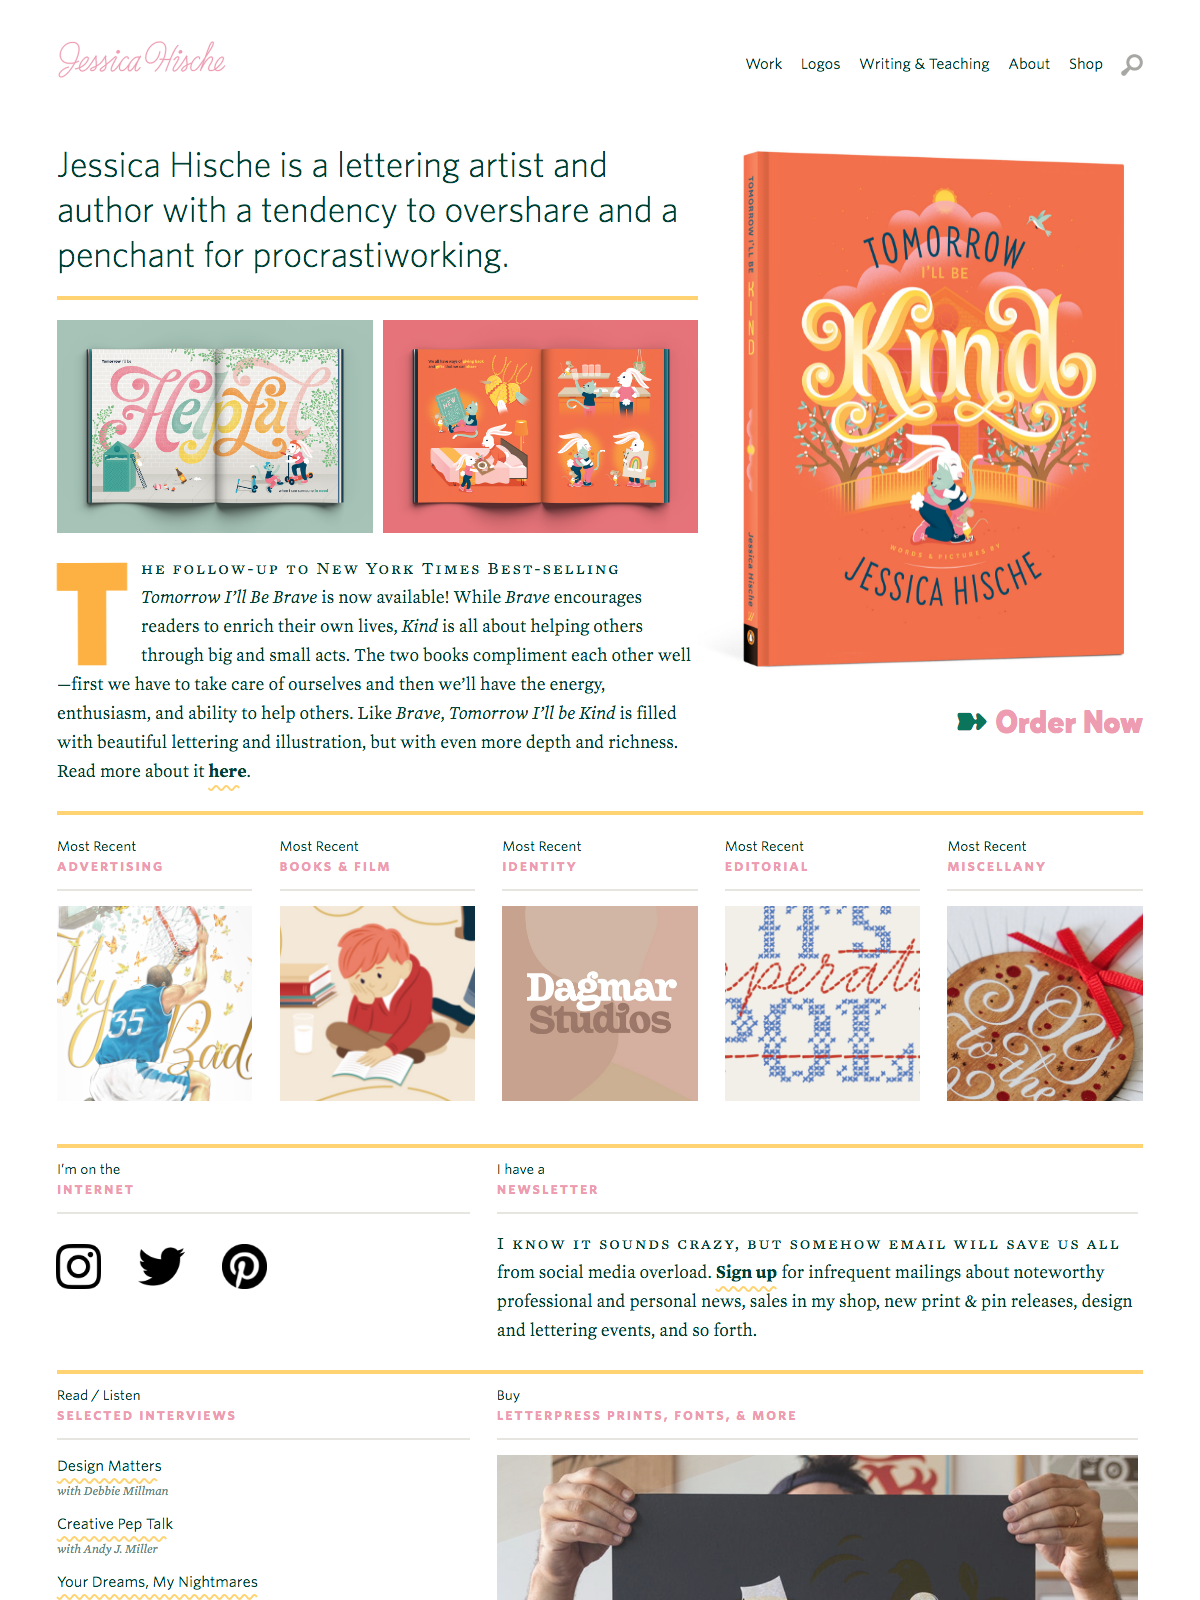 Jessica Hische
Work Logos Writing & Teaching About Shop
Jessica Hische is a lettering artist and
author with a tendency to overshare and a
penchant for procrastiworking.
Tomorrow I'll be
Helpful
NEW
TOMORROW I'LL BE KIND
Jessica Hische
TOMORROW
I'LL BE
Kind
WORDS & PICTURES BY
JESSICA HISCHE
THE FOLLOW-UP TO NEW YORK TIMES BEST-SELLING
Tomorrow I’ll Be Brave is now available! While Brave encourages
readers to enrich their own lives, Kind is all about helping others
through big and small acts. The two books compliment each other well
—first we have to take care of ourselves and then we’ll have the energy,
enthusiasm, and ability to help others. Like Brave, Tomorrow I’ll be Kind is filled
with beautiful lettering and illustration, but with even more depth and richness.
Read more about it here.
Order Now
Most Recent
ADVERTISING
Most Recent
BOOKS & FILM
Most Recent
IDENTITY
Most Recent
EDITORIAL
Most Recent
MISCELLANY
My
35
Bad
Dagmar
Studios
IT'S
perat
POL
JOY
to the
I’m on the
INTERNET
I have a
NEWSLETTER
I KNOW IT SOUNDS CRAZY, BUT SOMEHOW EMAIL WILL SAVE US ALL
from social media overload. Sign up for infrequent mailings about noteworthy
professional and personal news, sales in my shop, new print & pin releases, design
and lettering events, and so forth.
Read / Listen
SELECTED INTERVIEWS
Design Matters
with Debbie Millman
Creative Pep Talk
with Andy J. Miller
Your Dreams, My Nightmares
Buy
LETTERPRESS PRINTS, FONTS, & MORE